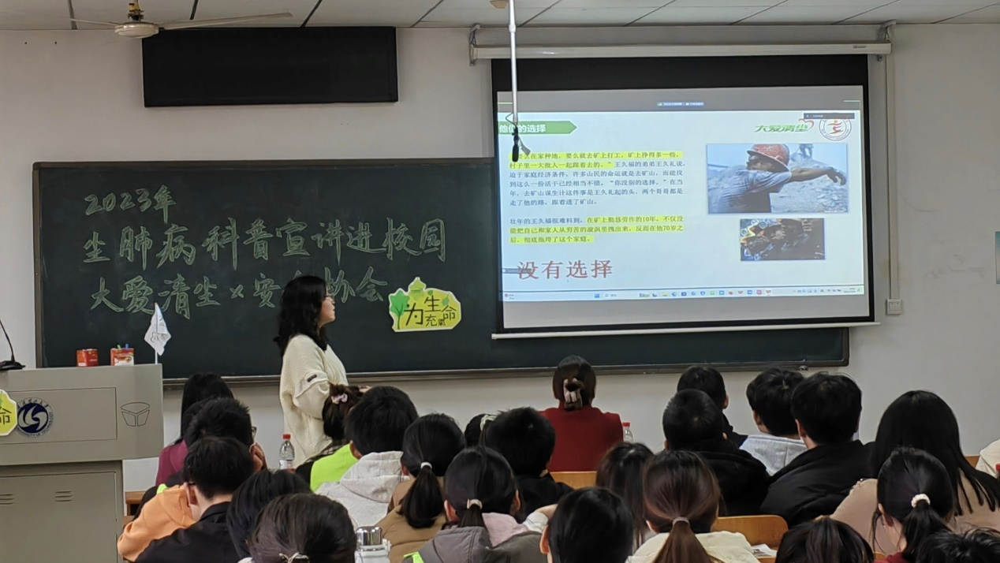 2023年
尘肺病科普宣讲进校园
大爱清尘×安 协会
为生命
他们的选择
大爱清尘
要么在家种地，要么就去矿上打工，矿上挣得多一些，
村子里一大批人一起跟着去的。”王久福的弟弟王久礼说，
迫于家庭经济条件，许多山民的命运就是去矿山，而能找
到这么一份活干已经相当不错。“你没别的选择。”在当
年，去矿山谋生计这件事是王久礼起的头，两个哥哥都是
走了他的路，跟着进了矿山。
壮年的王久福很难料到，在矿上勤恳劳作的10年，不仅没
能把自己和家人从劳苦的漩涡里拽出来，反而在他70岁之
后，彻底拖垮了这个家庭。
没有选择